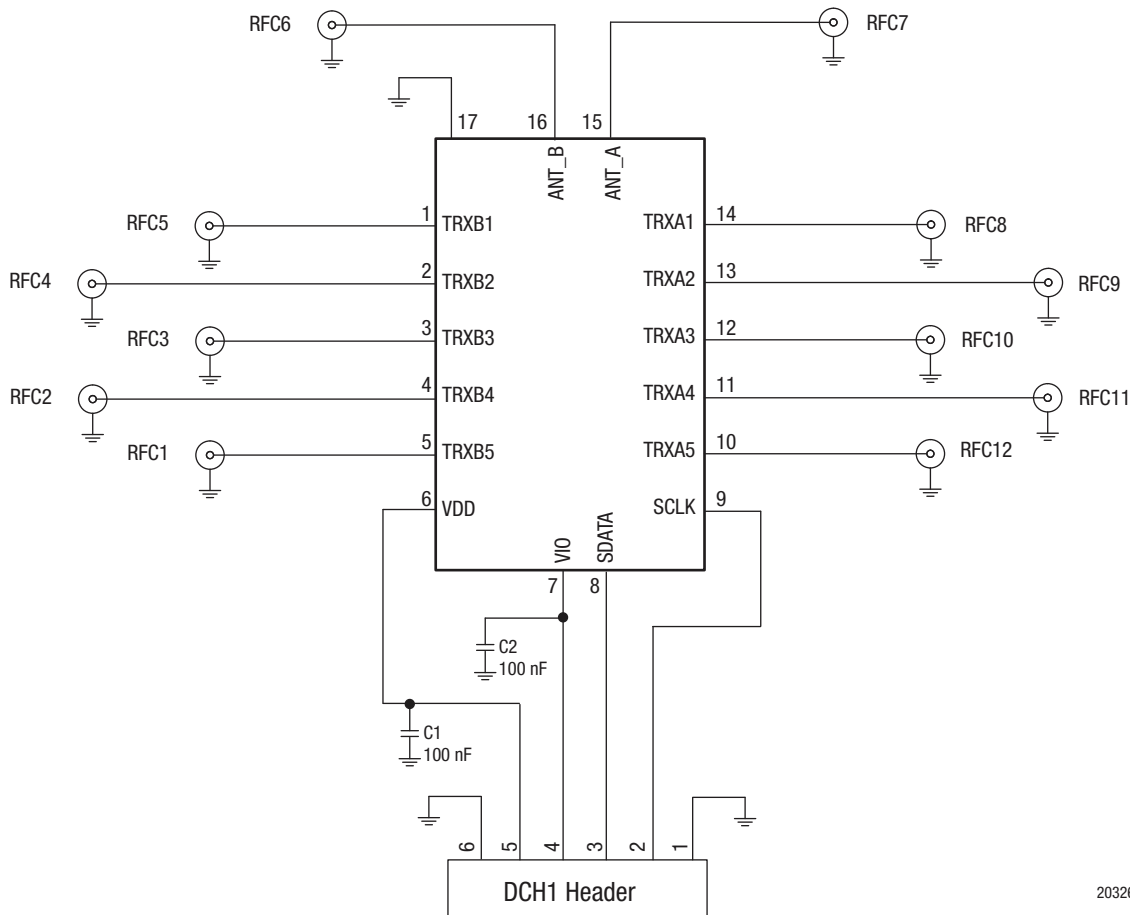 RFC6
RFC7
17
16
15
ANT_B
ANT_A
RFC5
1
TRXB1
TRXA1
14
RFC8
RFC4
2
TRXB2
TRXA2
13
RFC9
RFC3
3
TRXB3
TRXA3
12
RFC10
RFC2
4
TRXB4
TRXA4
11
RFC11
RFC1
5
TRXB5
TRXA5
10
RFC12
6
VDD
SCLK
9
VIO
SDATA
7
8
C2
100 nF
C1
100 nF
6
5
4
3
2
1
DCH1 Header
20326